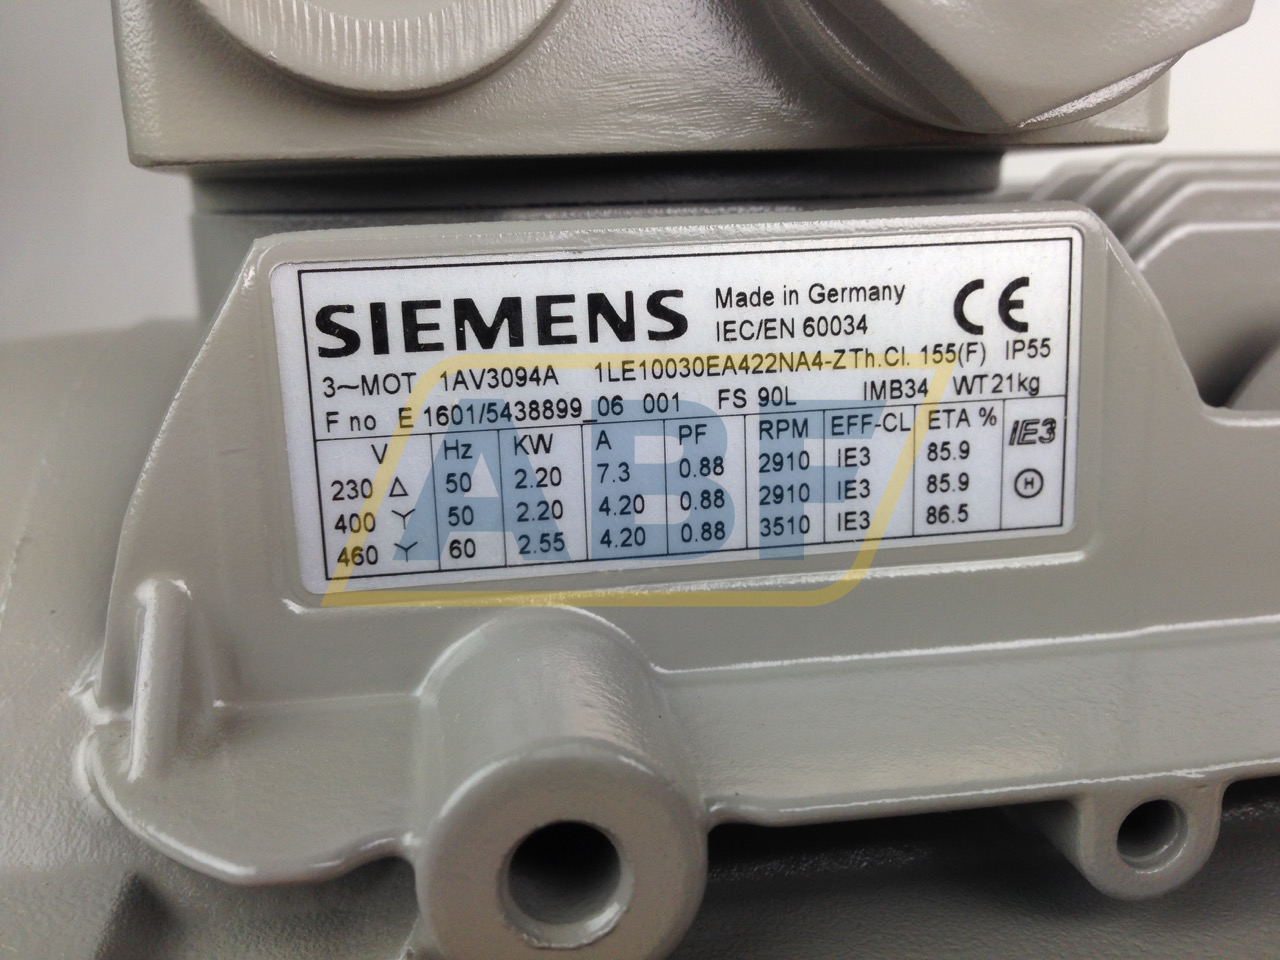 SIEMENS
Made in Germany
IEC/EN 60034
CE
3~MOT 1AV3094A 1LE10030EA422NA4-Z Th.Cl. 155(F) IP55
F no E 1601/5438899_06 001 FS 90L IMB34 WT 21kg
V Hz KW A PF RPM EFF-CL ETA % IE3
230 △ 50 2.20 7.3 0.88 2910 IE3 85.9 H
400 Y 50 2.20 4.20 0.88 2910 IE3 85.9
460 Y 60 2.55 4.20 0.88 3510 IE3 86.5
ABF